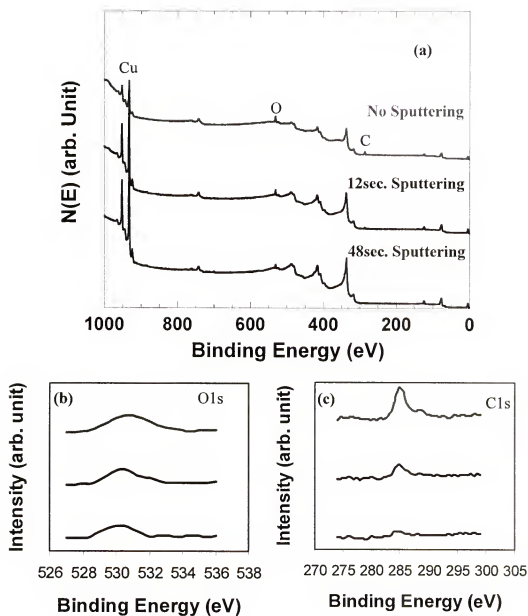 (a)
Cu
O
No Sputtering
C
12sec. Sputtering
48sec. Sputtering
N(E) (arb. Unit)
1000 800 600 400 200 0
Binding Energy (eV)
(b) O1s
Intensity (arb. unit)
526 528 530 532 534 536 538
Binding Energy (eV)
(c) C1s
Intensity (arb. unit)
270 275 280 285 290 295 300 305
Binding Energy (eV)